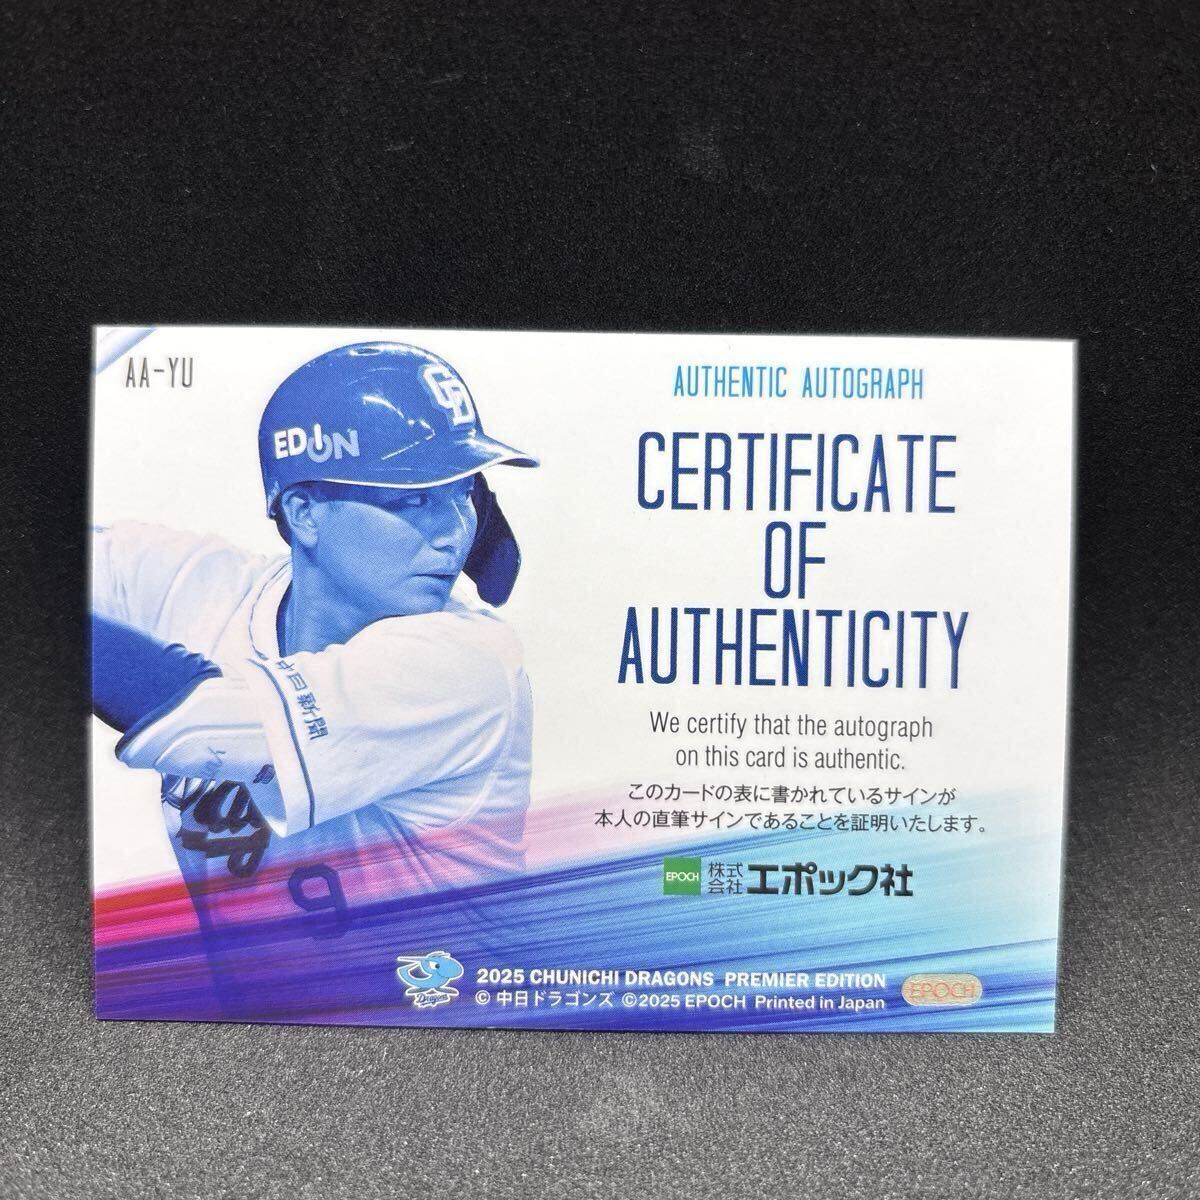 AA-YU
EDION
CD
中日新聞
9
AUTHENTIC AUTOGRAPH
CERTIFICATE
OF
AUTHENTICITY
We certify that the autograph
on this card is authentic.
このカードの表に書かれているサインが
本人の直筆サインであることを証明いたします。
EPOCH 株式会社 エポック社
Dragons
2025 CHUNICHI DRAGONS PREMIER EDITION
© 中日ドラゴンズ ©2025 EPOCH Printed in Japan
EPOCH